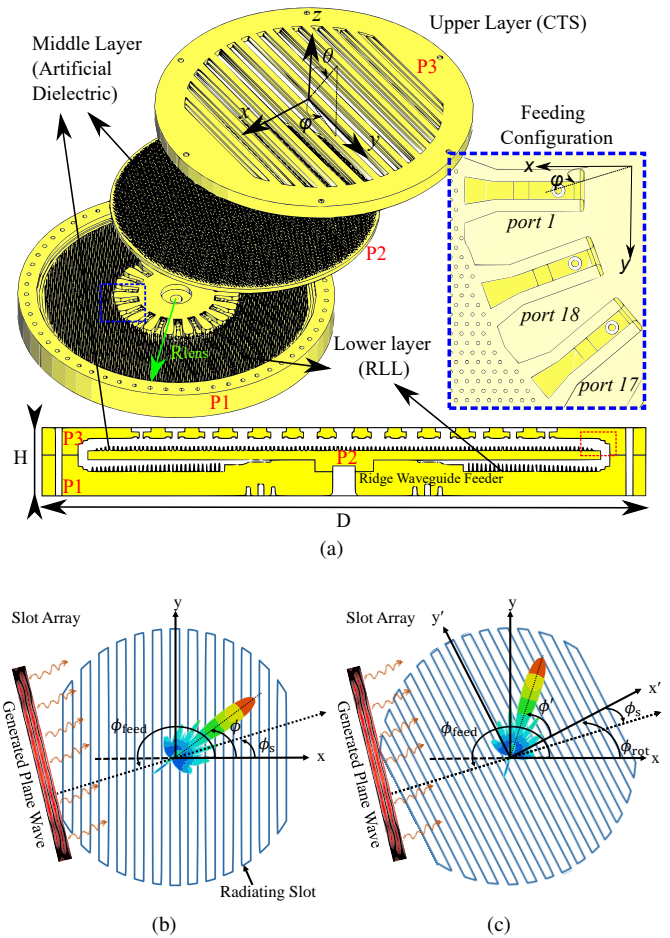 z
Upper Layer (CTS)
Middle Layer
(Artificial
Dielectric)
θ
P3
x
φ
y
Feeding
Configuration
x
φ
port 1
y
port 18
port 17
P2
Rlens
Lower layer
(RLL)
P1
H
P3
P2
P1
Ridge Waveguide Feeder
D
(a)
Slot Array
y
Generated Plane Wave
ϕfeed
ϕ
ϕs
x
Radiating Slot
(b)
Slot Array
y
y′
x′
Generated Plane Wave
ϕfeed
ϕ′
ϕs
ϕrot
x
(c)